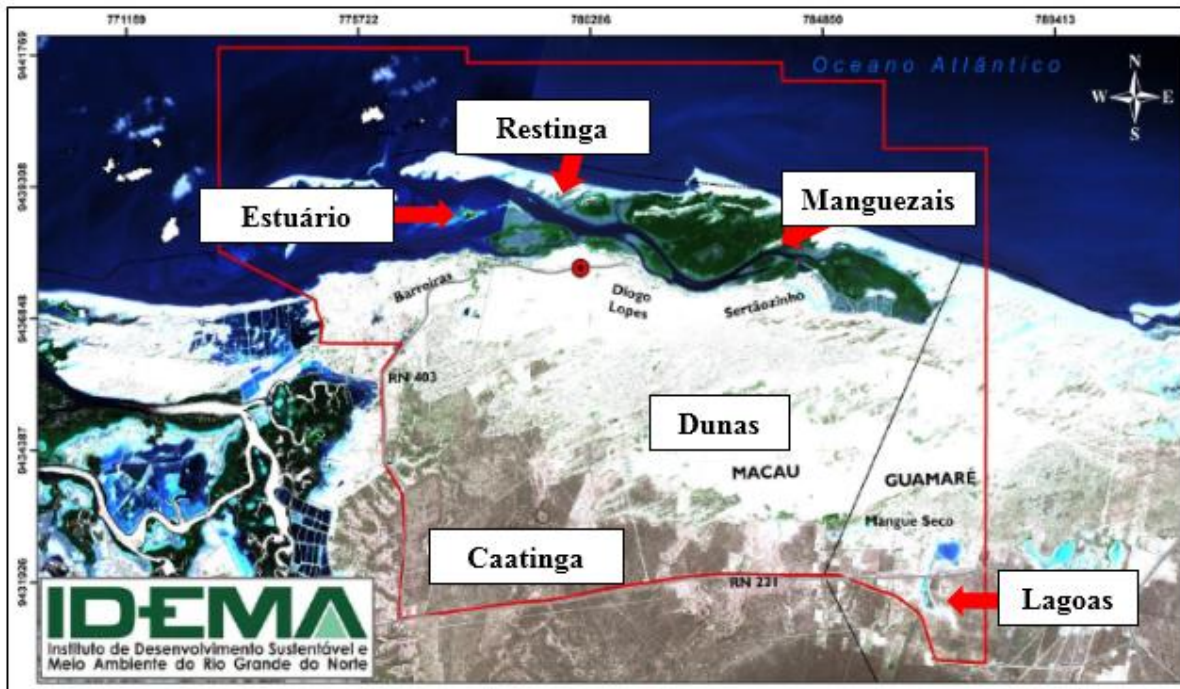 771159
775722
780286
784850
789413
9441769
Oceano Atlântico
N
W
E
S
Restinga
Estuário
Manguezais
Barreiras
Diogo
Lopes
Sertãozinho
9436848
RN 403
9434387
Dunas
MACAU
GUAMARÉ
Mangue Seco
Caatinga
9431926
RN 221
Lagoas
IDEMA
Instituto de Desenvolvimento Sustentável e
Meio Ambiente do Rio Grande do Norte